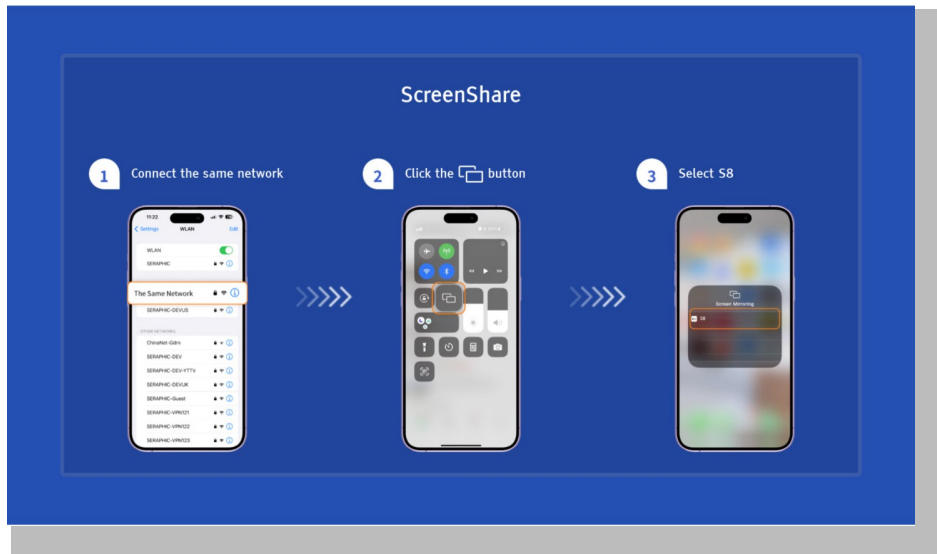 ScreenShare
1 Connect the same network
2 Click the button
3 Select S8
11:22
Settings WLAN Edit
WLAN
SERAPHIC
The Same Network
SERAPHIC-DEVUS
OTHER NETWORKS
ChinaNet-Gdrn
SERAPHIC-DEV
SERAPHIC-DEV-YTTV
SERAPHIC-DEVUK
SERAPHIC-Guest
SERAPHIC-VPN121
SERAPHIC-VPN122
SERAPHIC-VPN123
Screen Mirroring
S8